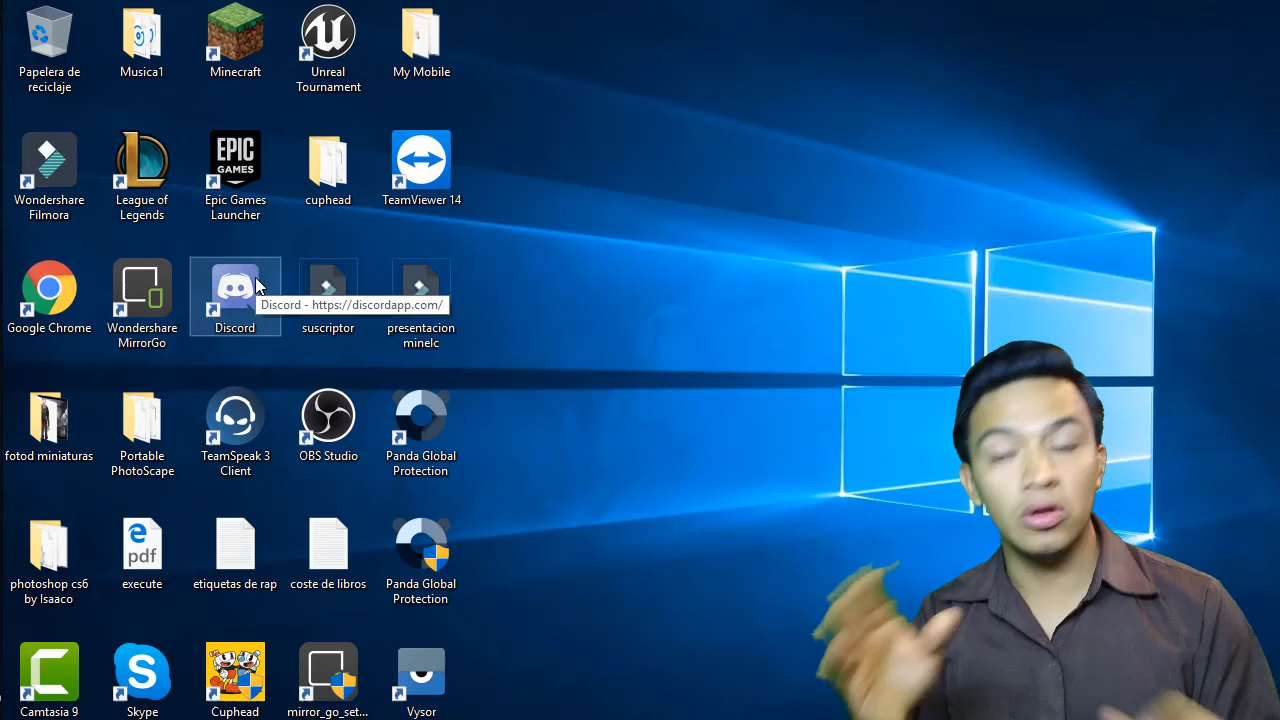 Papelera de
reciclaje
Musica1
Minecraft
Unreal
Tournament
My Mobile
Wondershare
Filmora
League of
Legends
EPIC
GAMES
Epic Games
Launcher
cuphead
TeamViewer 14
Google Chrome
Wondershare
MirrorGo
Discord
Discord - https://discordapp.com/
suscriptor
presentacion
minelc
fotod miniaturas
Portable
PhotoScape
TeamSpeak 3
Client
OBS Studio
Panda Global
Protection
photoshop cs6
by Isaaco
pdf
execute
etiquetas de rap
coste de libros
Panda Global
Protection
Camtasia 9
Skype
Cuphead
mirror_go_set...
Vysor